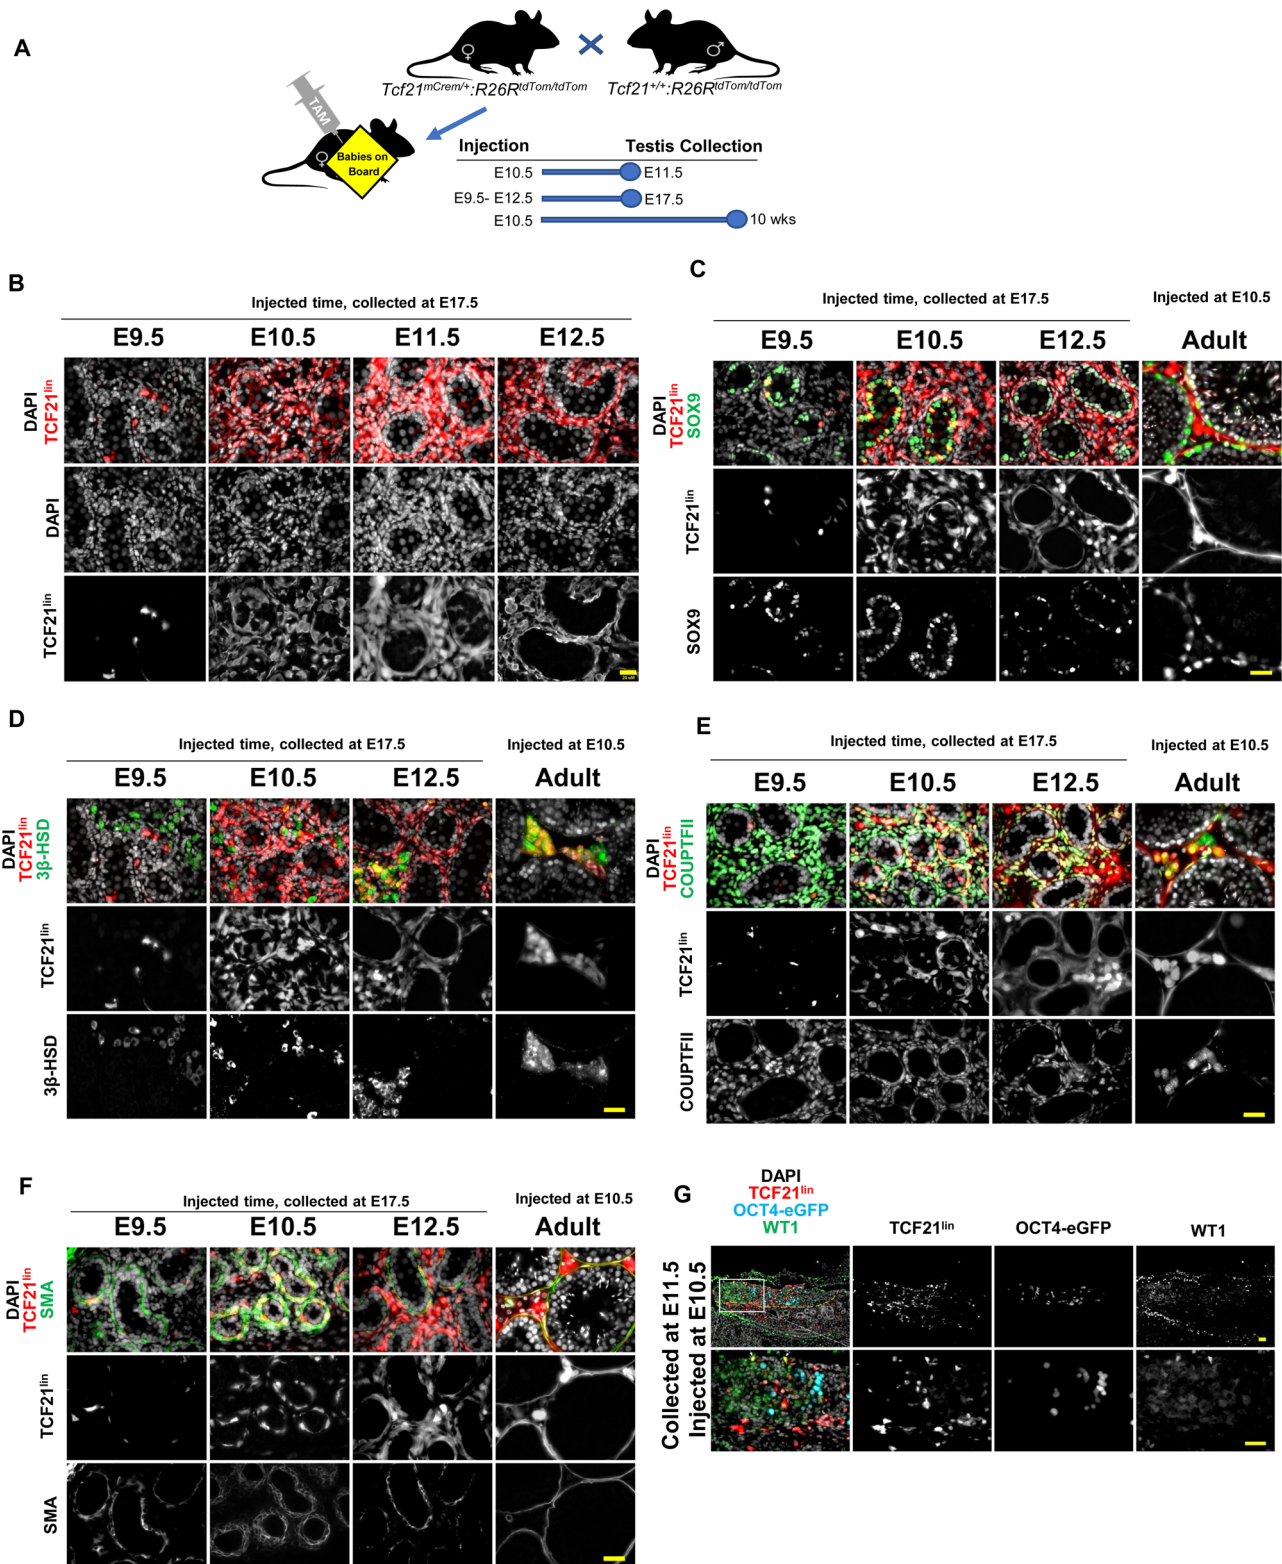 A
♀
♂
Tcf21mCrem/+:R26RtdTom/tdTom
Tcf21+/+:R26RtdTom/tdTom
TAM
♀
Babies on
Board
Injection Testis Collection
E10.5 E11.5
E9.5- E12.5 E17.5
E10.5 10 wks
B
Injected time, collected at E17.5
E9.5 E10.5 E11.5 E12.5
DAPI
TCF21lin
DAPI
TCF21lin
20 uM
C
Injected time, collected at E17.5 Injected at E10.5
E9.5 E10.5 E12.5 Adult
DAPI
TCF21lin
SOX9
TCF21lin
SOX9
D
Injected time, collected at E17.5 Injected at E10.5
E9.5 E10.5 E12.5 Adult
DAPI
TCF21lin
3β-HSD
TCF21lin
3β-HSD
E
Injected time, collected at E17.5 Injected at E10.5
E9.5 E10.5 E12.5 Adult
DAPI
TCF21lin
COUPTFII
TCF21lin
COUPTFII
F
Injected time, collected at E17.5 Injected at E10.5
E9.5 E10.5 E12.5 Adult
DAPI
TCF21lin
SMA
TCF21lin
SMA
G
DAPI
TCF21lin
OCT4-eGFP
WT1
TCF21lin OCT4-eGFP WT1
Collected at E11.5
Injected at E10.5